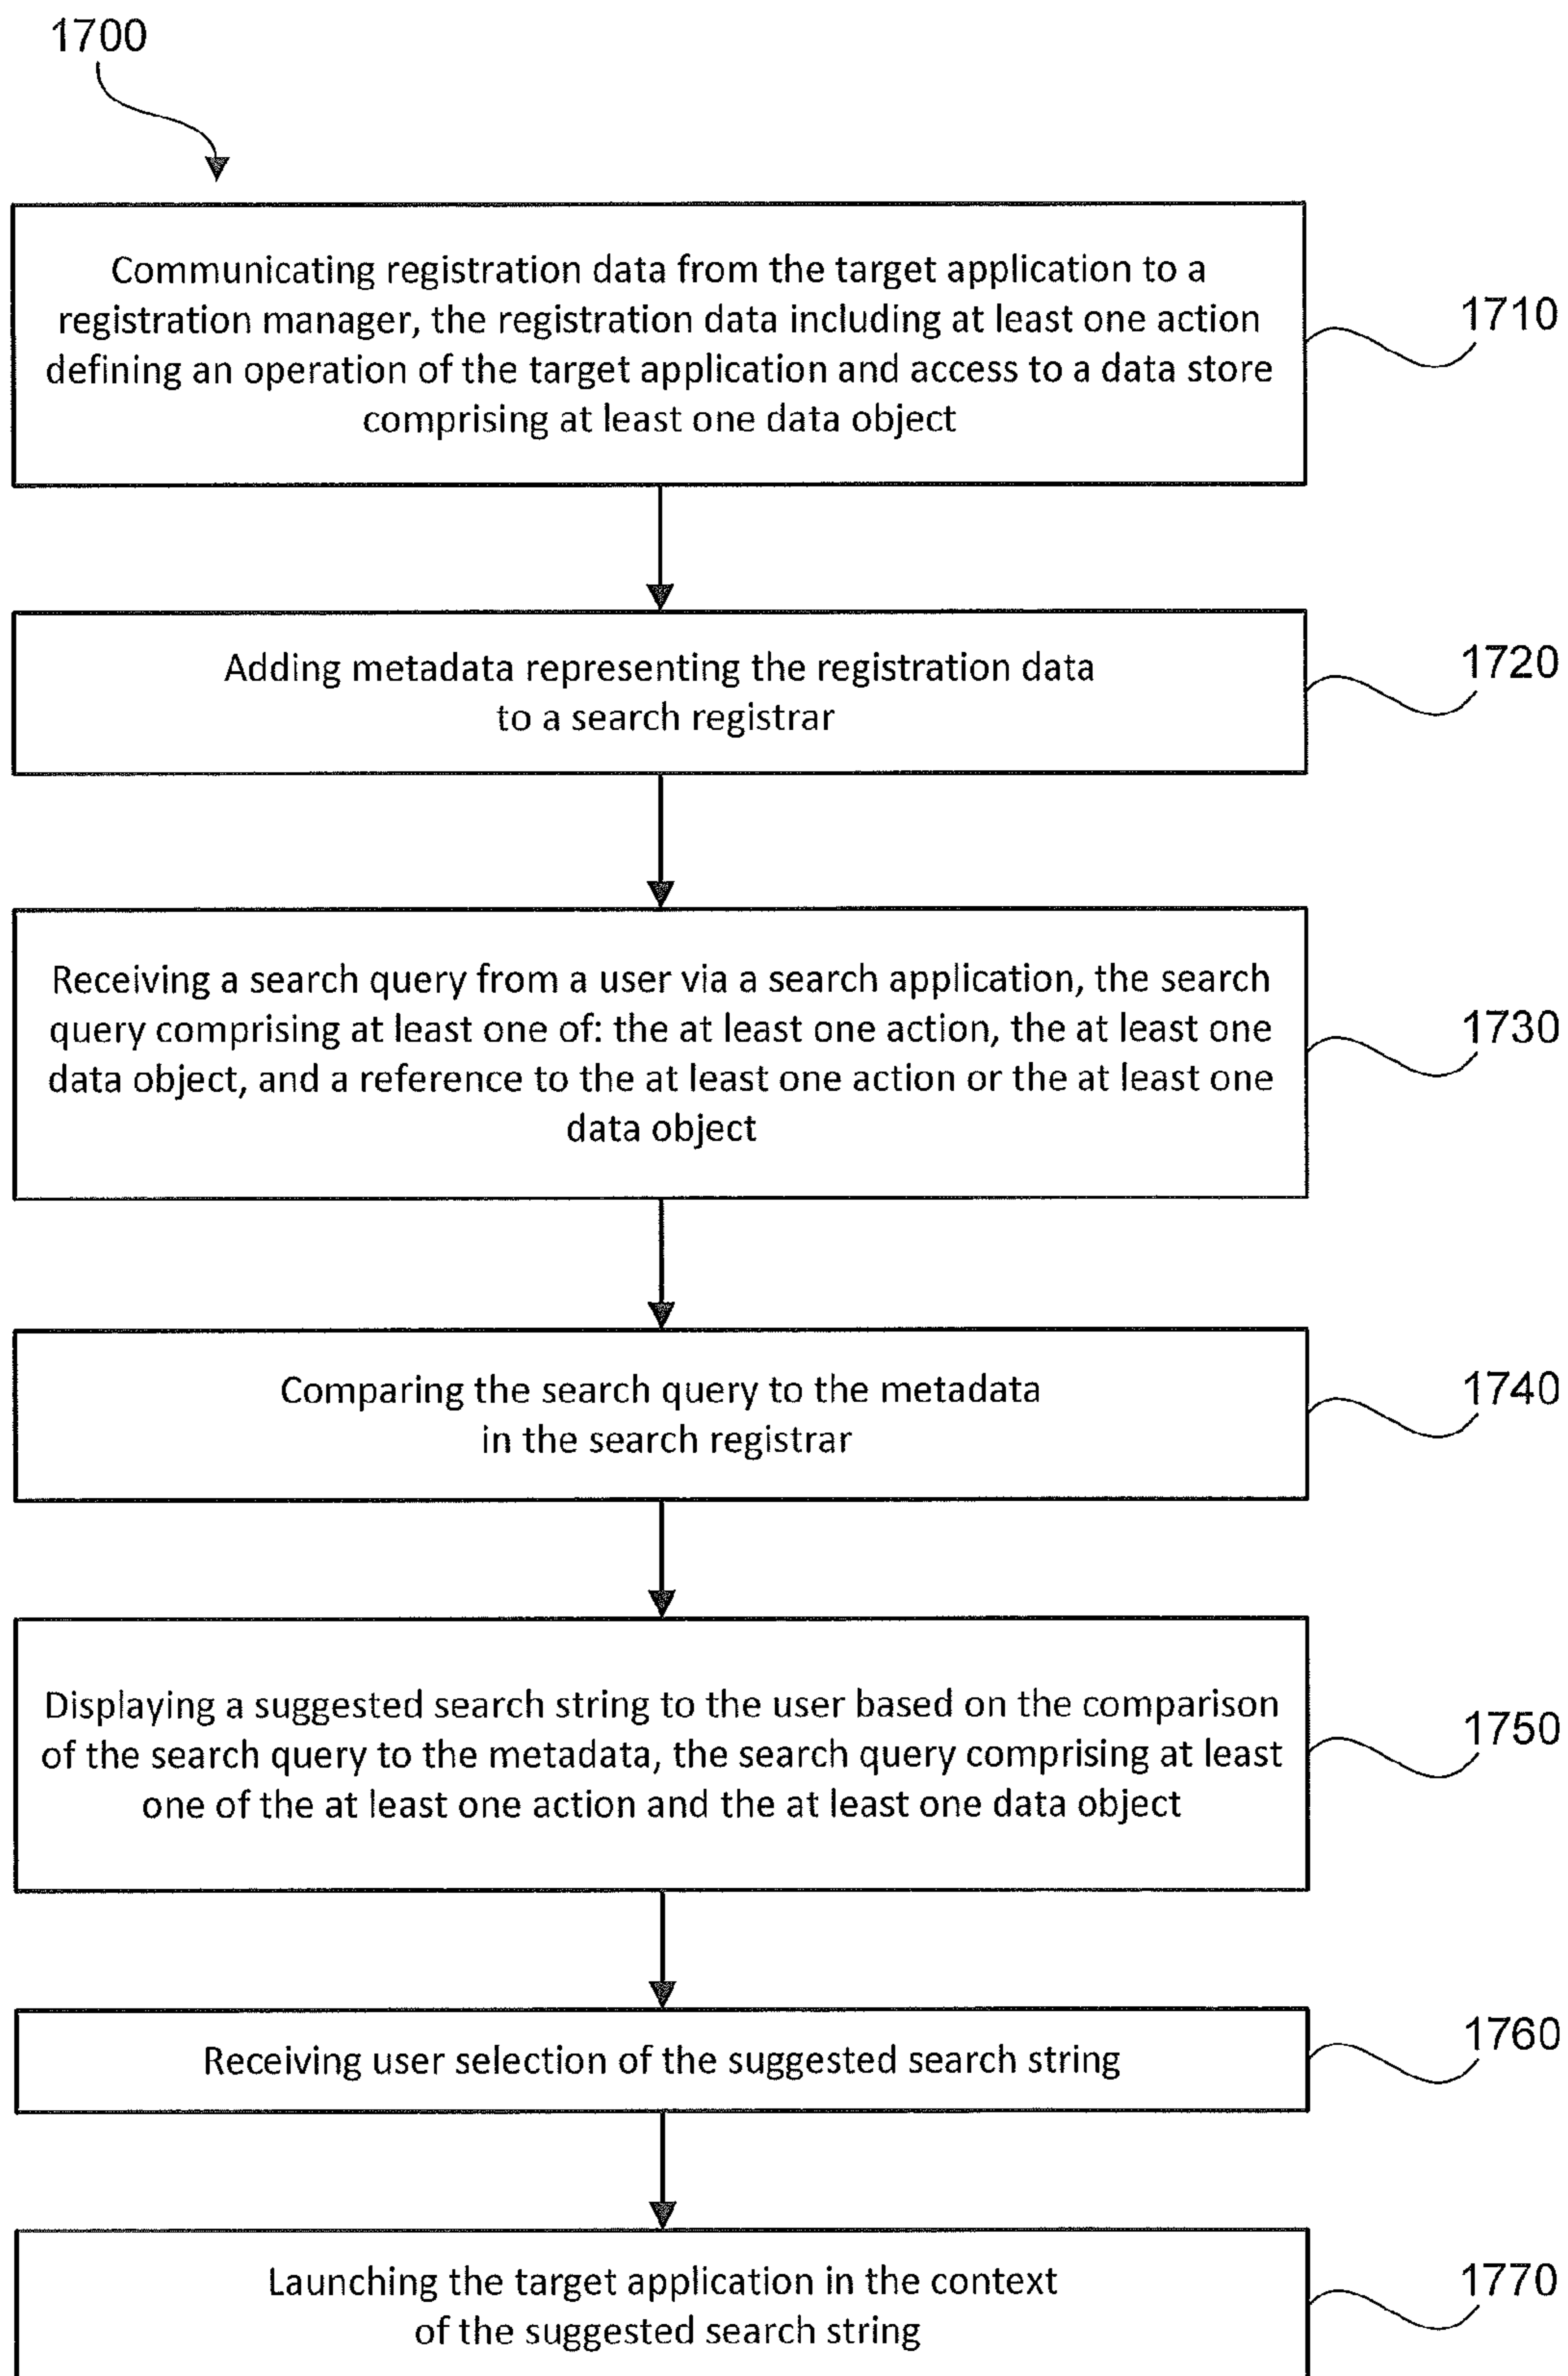 1700
Communicating registration data from the target application to a
registration manager, the registration data including at least one action
defining an operation of the target application and access to a data store
comprising at least one data object
1710
Adding metadata representing the registration data
to a search registrar
1720
Receiving a search query from a user via a search application, the search
query comprising at least one of: the at least one action, the at least one
data object, and a reference to the at least one action or the at least one
data object
1730
Comparing the search query to the metadata
in the search registrar
1740
Displaying a suggested search string to the user based on the comparison
of the search query to the metadata, the search query comprising at least
one of the at least one action and the at least one data object
1750
Receiving user selection of the suggested search string
1760
Launching the target application in the context
of the suggested search string
1770